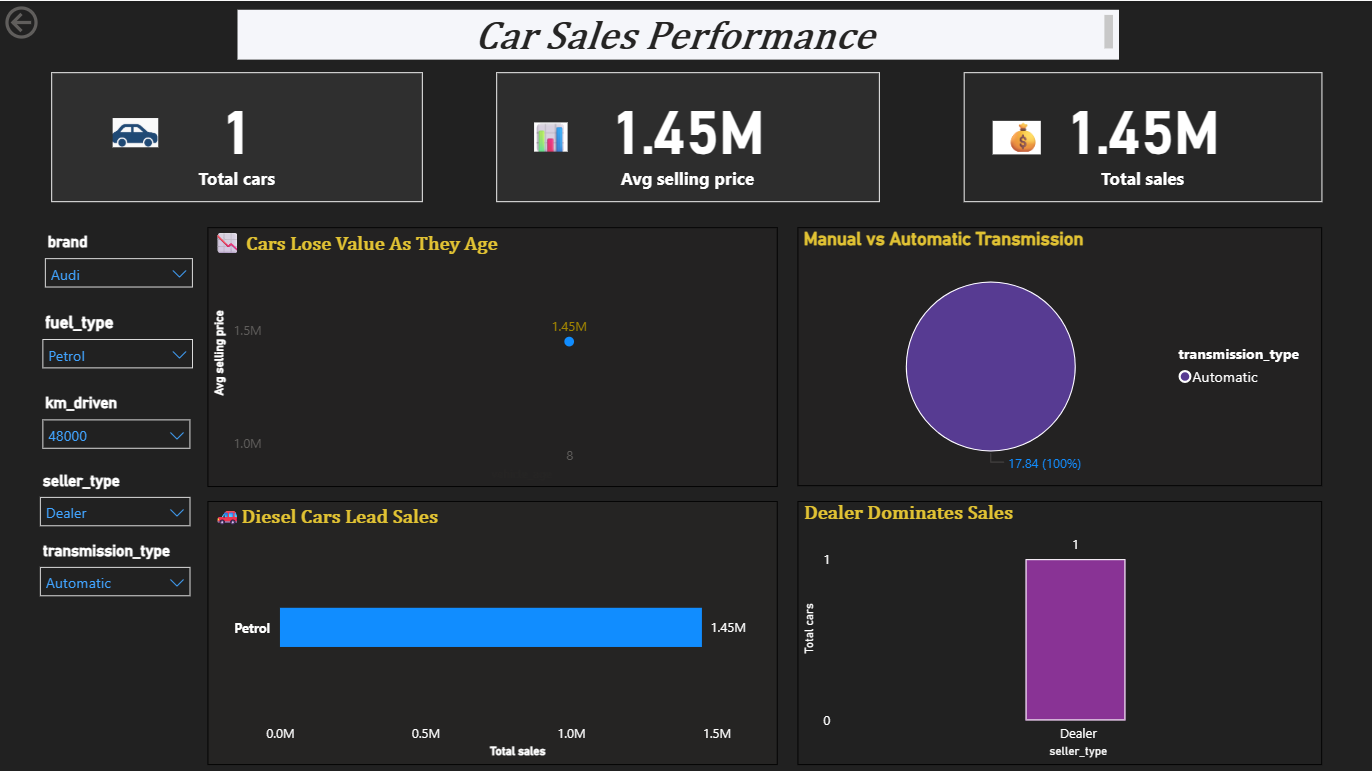 Car Sales Performance
1
Total cars
1.45M
Avg selling price
1.45M
Total sales
brand
Audi
fuel_type
Petrol
km_driven
48000
seller_type
Dealer
transmission_type
Automatic
Cars Lose Value As They Age
Avg selling price
1.5M
1.0M
1.45M
8
Manual vs Automatic Transmission
17.84 (100%)
transmission_type
Automatic
Diesel Cars Lead Sales
Petrol
1.45M
0.0M 0.5M 1.0M 1.5M
Total sales
Dealer Dominates Sales
Total cars
1
1
0
Dealer
seller_type